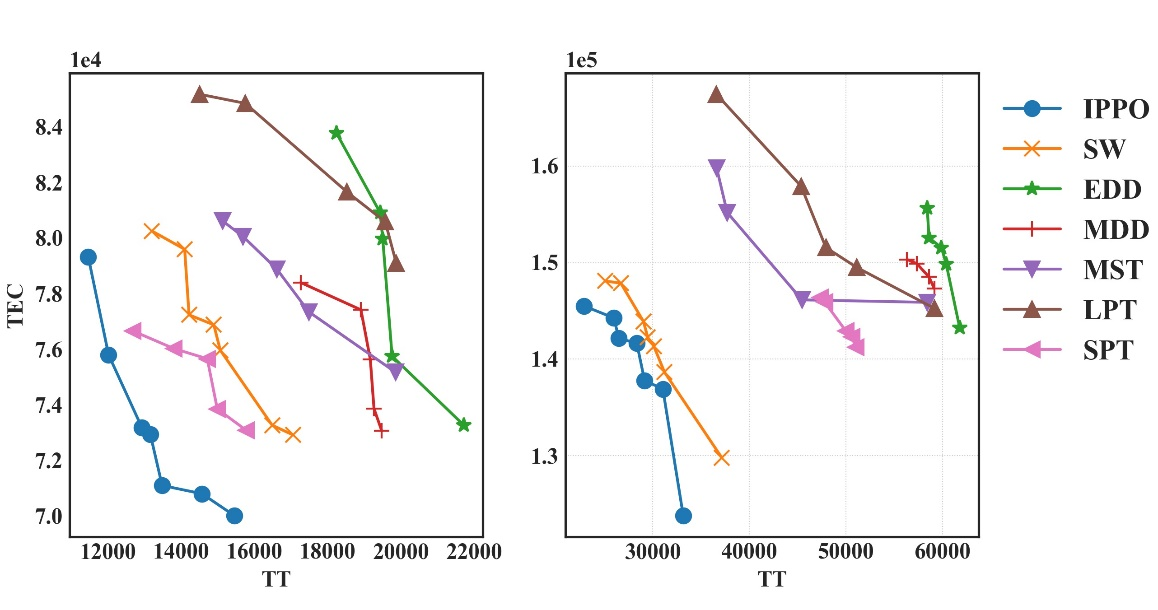 1e4
TEC
8.4
8.2
8.0
7.8
7.6
7.4
7.2
7.0
12000 14000 16000 18000 20000 22000
TT
1e5
1.6
1.5
1.4
1.3
30000 40000 50000 60000
TT
IPPO
SW
EDD
MDD
MST
LPT
SPT